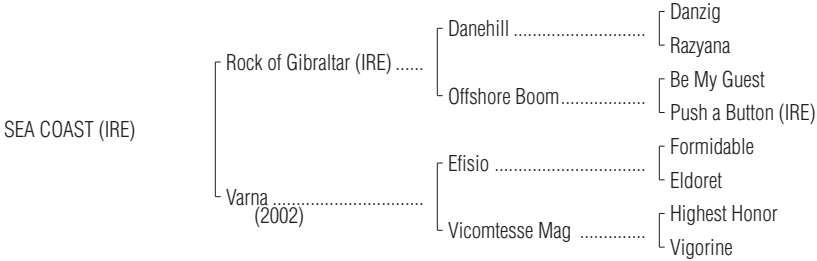 Danzig
Danehill ............................
Razyana
Rock of Gibraltar (IRE) ......
Be My Guest
Offshore Boom..................
Push a Button (IRE)
SEA COAST (IRE)
Formidable
Efisio ................................
Eldoret
Varna ................................
(2002)
Highest Honor
Vicomtesse Mag ..............
Vigorine